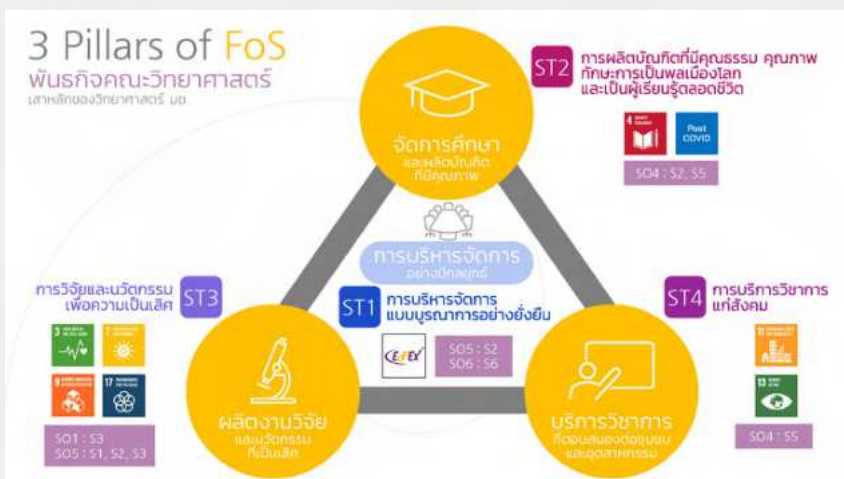 3 Pillars of FoS
พันธกิจคณะวิทยาศาสตร์
เสาหลักของวิทยาศาสตร์ มข.
จัดการศึกษา
และผลิตบัณฑิต
ที่มีคุณภาพ
ST2
การผลิตบัณฑิตที่มีคุณธรรม คุณภาพ
ทักษะการเป็นพลเมืองโลก
และเป็นผู้เรียนรู้ตลอดชีวิต
4
Post
COVID
SO4 : S2, S5
การบริหารจัดการ
อย่างมีกลยุทธ์
ST1
การบริหารจัดการ
แบบบูรณาการอย่างยั่งยืน
SO5 : S2
SO6 : S6
การวิจัยและนวัตกรรม
เพื่อความเป็นเลิศ
ST3
3
7
9
17
SO1 : S3
SO5 : S1, S2, S3
ผลิตงานวิจัย
และนวัตกรรม
ที่เป็นเลิศ
ST4
การบริการวิชาการ
แก่สังคม
11
13
SO4 : S5
บริการวิชาการ
ที่ตอบสนองต่อชุมชน
และอุตสาหกรรม